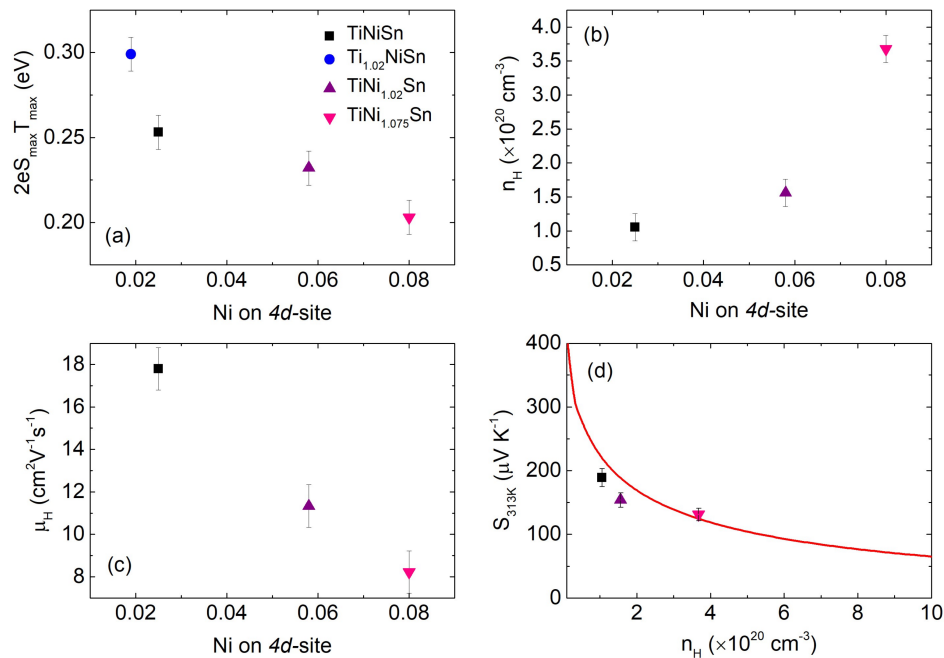 2eS_maxT_max (eV)
0.30
0.25
0.20
TiNiSn
Ti_1.02NiSn
TiNi_1.02Sn
TiNi_1.075Sn
(a)
0.02 0.04 0.06 0.08
Ni on 4d-site
n_H (×10^20 cm^-3)
4.0
3.5
3.0
2.5
2.0
1.5
1.0
0.5
(b)
0.02 0.04 0.06 0.08
Ni on 4d-site
μ_H (cm^2V^-1s^-1)
18
16
14
12
10
8
(c)
0.02 0.04 0.06 0.08
Ni on 4d-site
S_313K (μV K^-1)
400
300
200
100
0
(d)
2 4 6 8 10
n_H (×10^20 cm^-3)